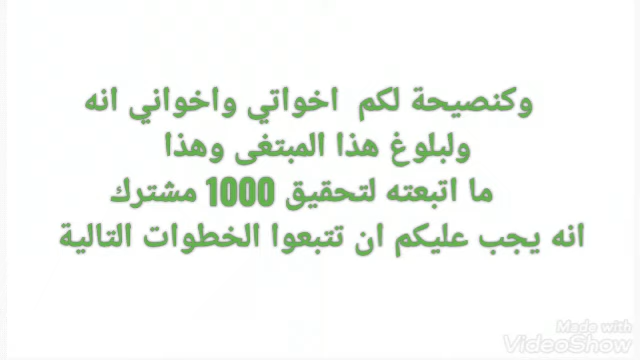 وكنصيحة لكم اخواتي واخواني انه
ولبلوغ هذا المبتغى وهذا
ما اتبعته لتحقيق 1000 مشترك
انه يجب عليكم ان تتبعوا الخطوات التالية
Made with
VideoShow